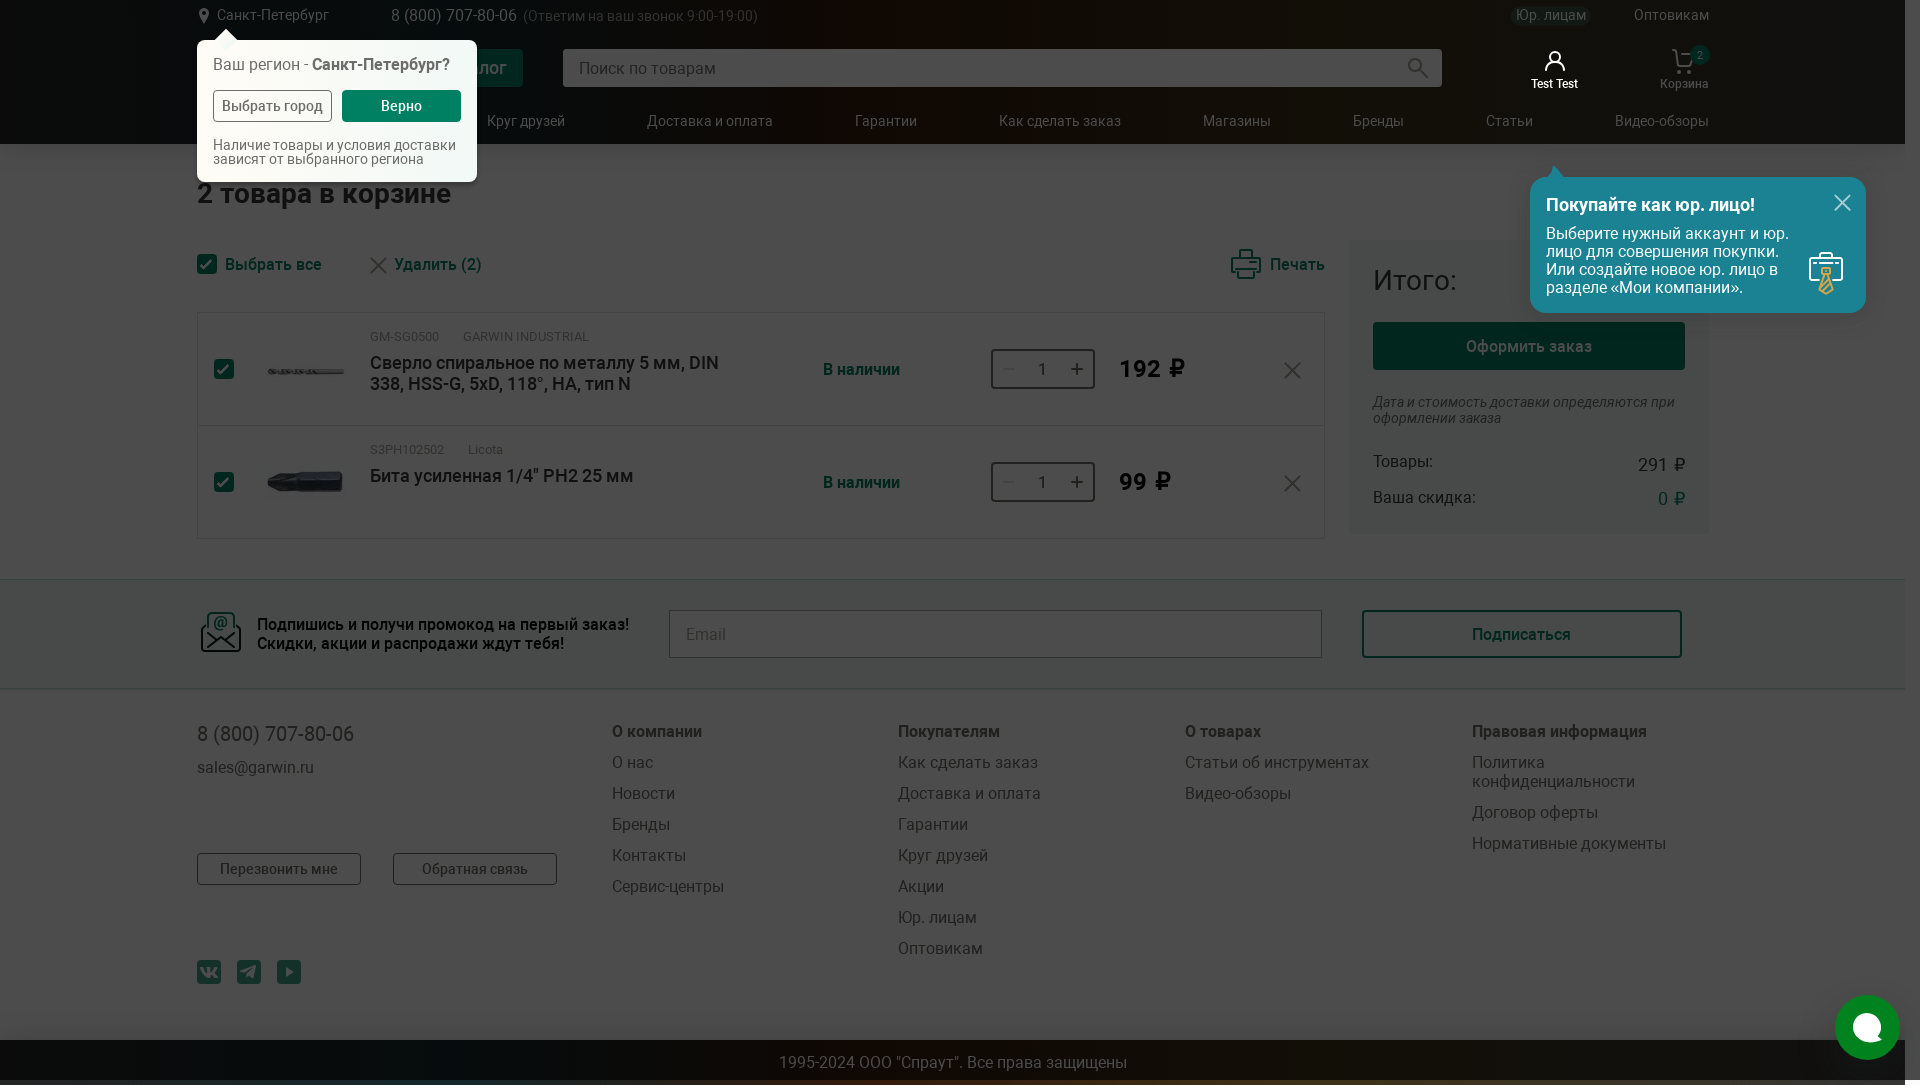 Санкт-Петербург
8 (800) 707-80-06 (Ответим на ваш звонок 9:00-19:00)
Юр. лицам
Оптовикам
Ваш регион - Санкт-Петербург?
Выбрать город
Верно
Наличие товары и условия доставки
зависят от выбранного региона
лог
Поиск по товарам
Test Test
2
Корзина
Круг друзей
Доставка и оплата
Гарантии
Как сделать заказ
Магазины
Бренды
Статьи
Видео-обзоры
2 товара в корзине
Покупайте как юр. лицо!
Выберите нужный аккаунт и юр.
лицо для совершения покупки.
Или создайте новое юр. лицо в
разделе «Мои компании».
Выбрать все
Удалить (2)
Печать
GM-SG0500 GARWIN INDUSTRIAL
Сверло спиральное по металлу 5 мм, DIN
338, HSS-G, 5xD, 118°, HA, тип N
В наличии
− 1 +
192 ₽
S3PH102502 Licota
Бита усиленная 1/4" PH2 25 мм
В наличии
− 1 +
99 ₽
Итого:
Оформить заказ
Дата и стоимость доставки определяются при
оформлении заказа
Товары: 291 ₽
Ваша скидка: 0 ₽
@
Подпишись и получи промокод на первый заказ!
Скидки, акции и распродажи ждут тебя!
Email
Подписаться
8 (800) 707-80-06
sales@garwin.ru
Перезвонить мне
Обратная связь
О компании
О нас
Новости
Бренды
Контакты
Сервис-центры
Покупателям
Как сделать заказ
Доставка и оплата
Гарантии
Круг друзей
Акции
Юр. лицам
Оптовикам
О товарах
Статьи об инструментах
Видео-обзоры
Правовая информация
Политика
конфиденциальности
Договор оферты
Нормативные документы
1995-2024 ООО "Спраут". Все права защищены